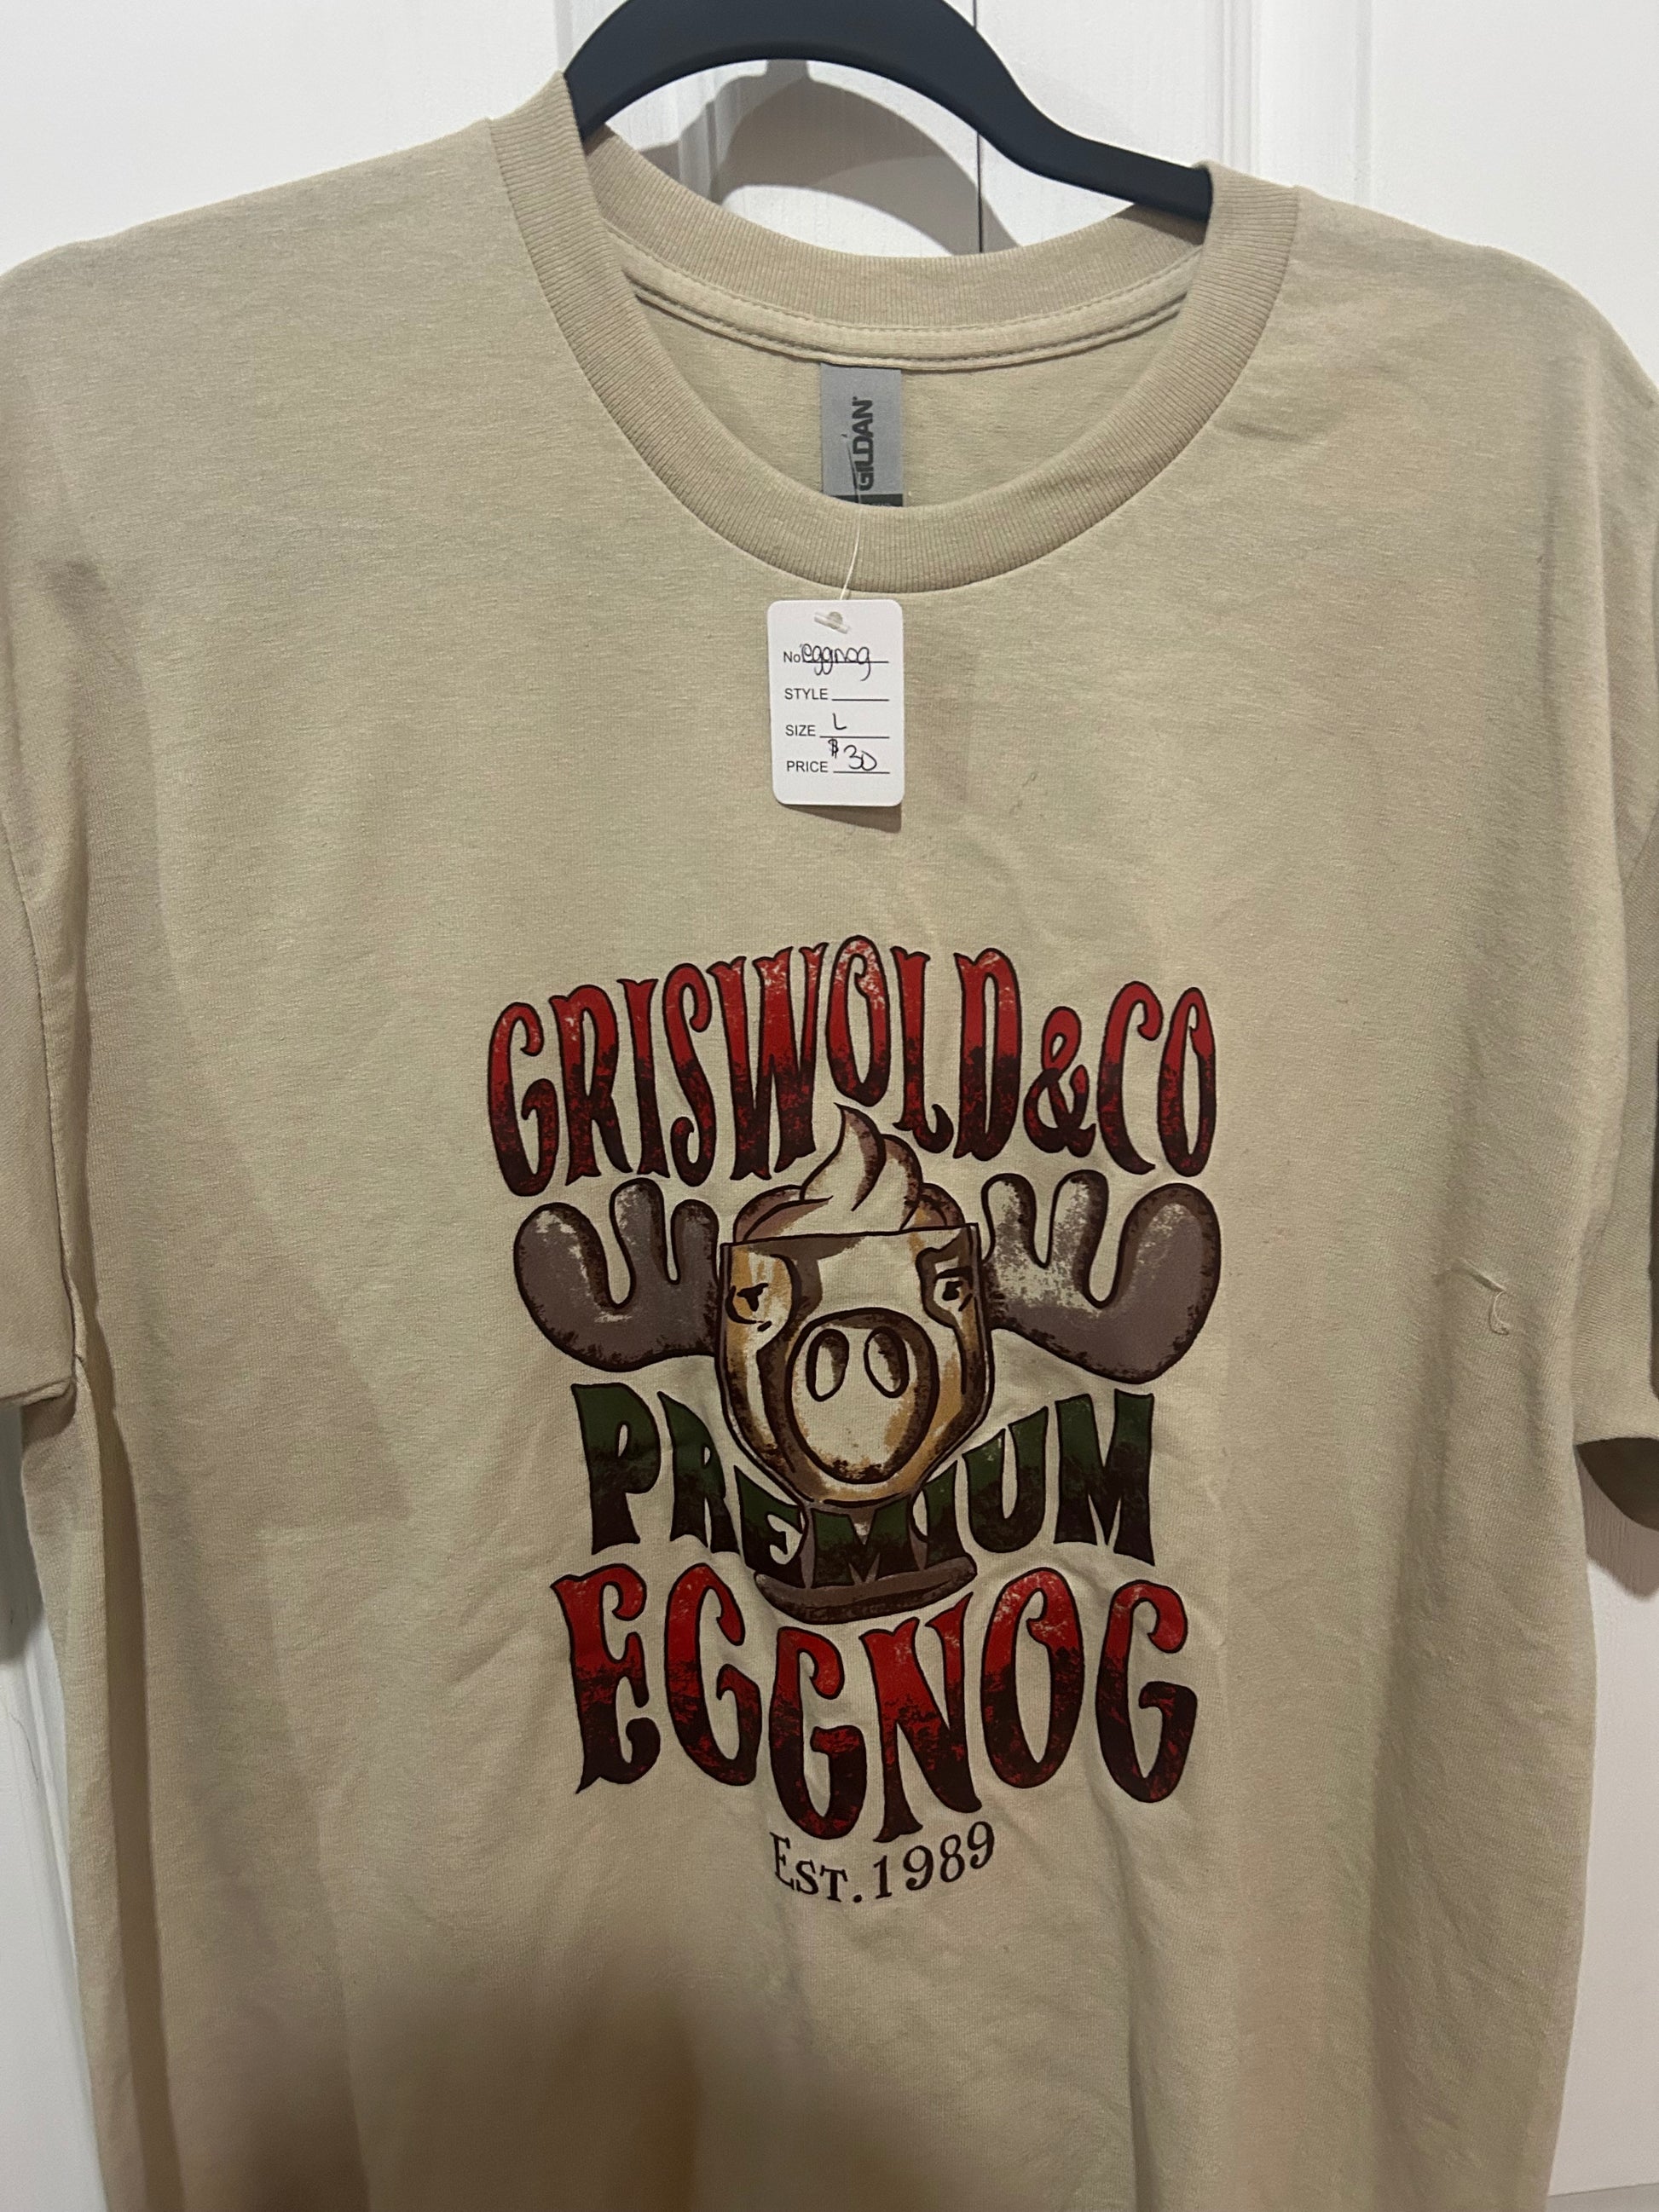 GILDAN
No eggnog
STYLE
SIZE L
PRICE $30
GRISWOLD & CO
PREMIUM
EGGNOG
EST. 1989